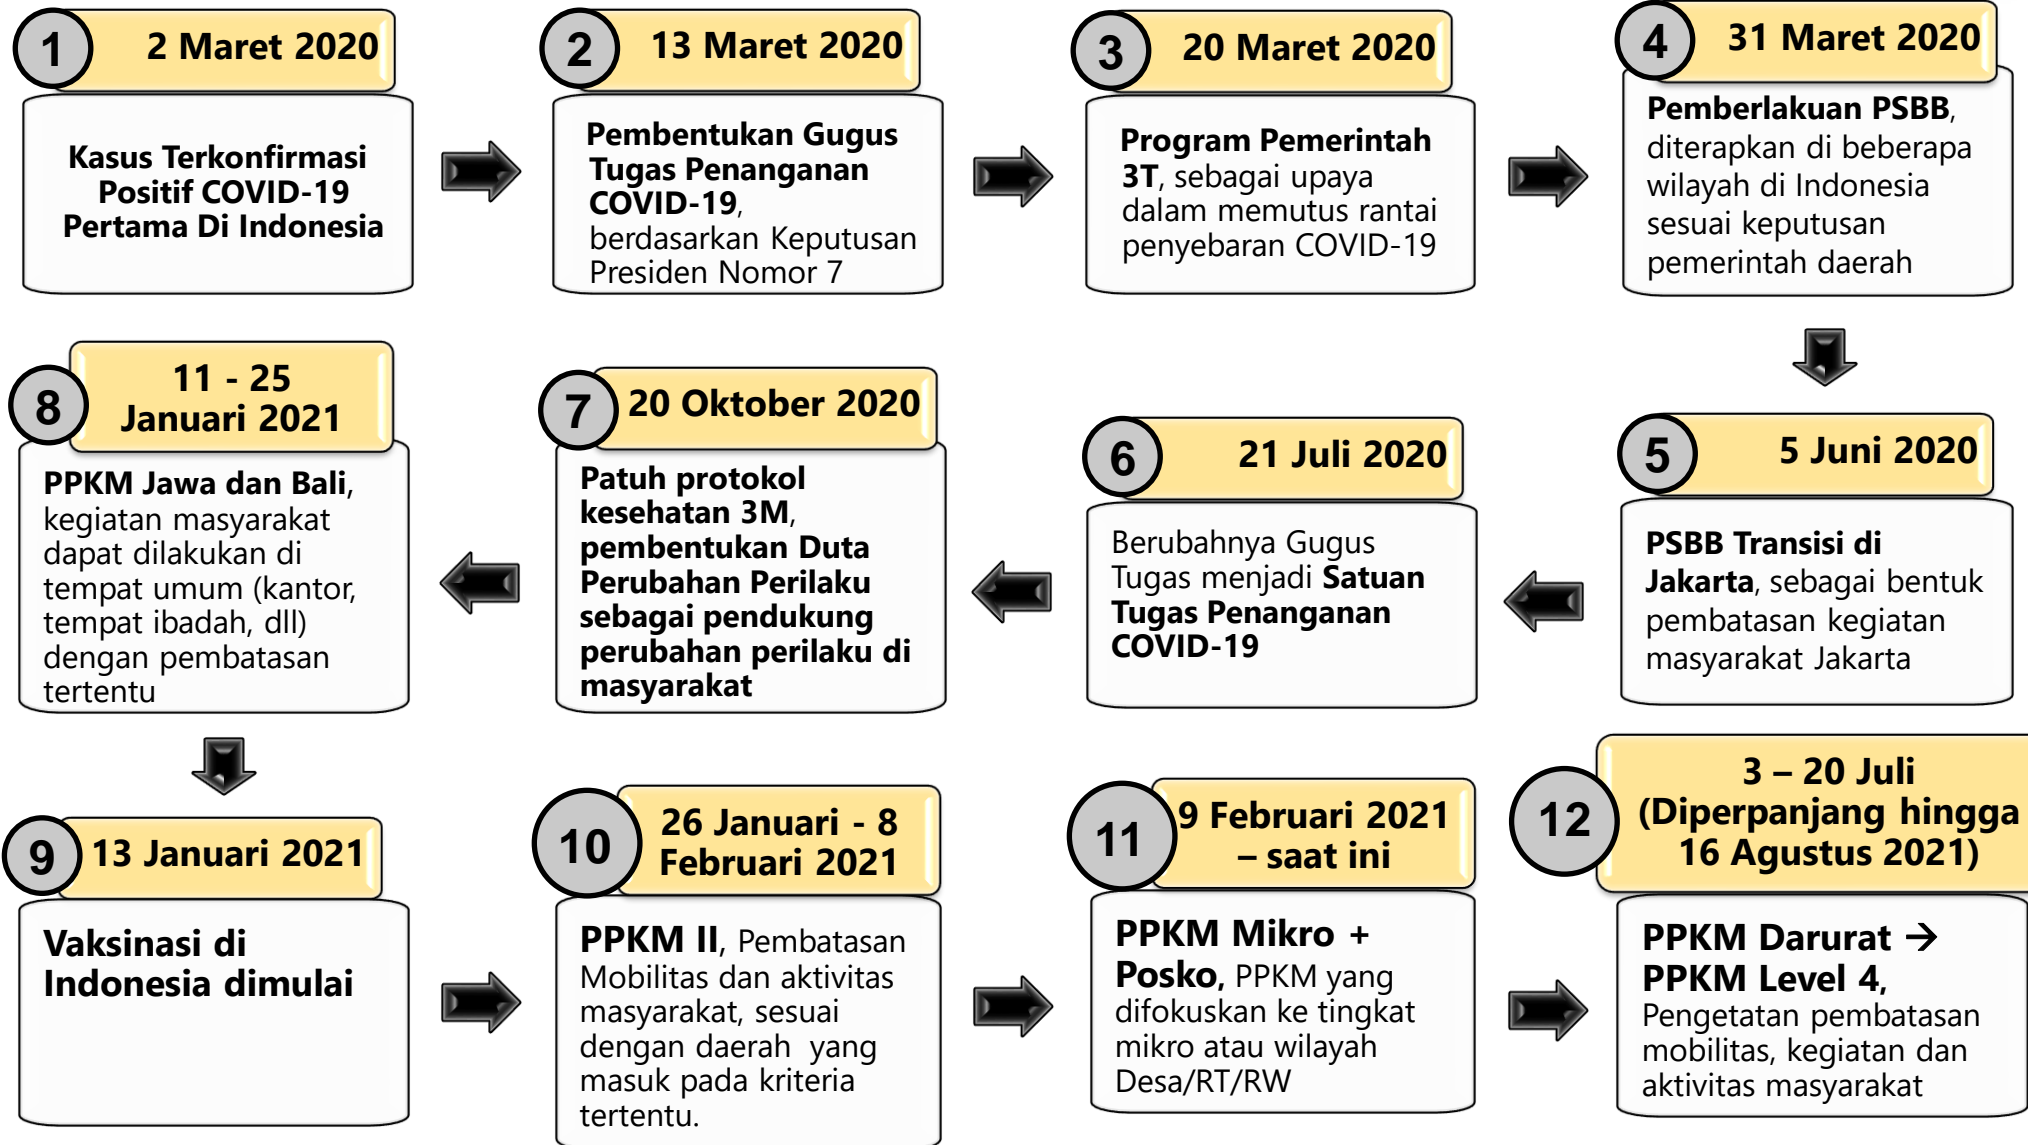 1
2 Maret 2020
Kasus Terkonfirmasi
Positif COVID-19
Pertama Di Indonesia
2
13 Maret 2020
Pembentukan Gugus
Tugas Penanganan
COVID-19,
berdasarkan Keputusan
Presiden Nomor 7
3
20 Maret 2020
Program Pemerintah
3T, sebagai upaya
dalam memutus rantai
penyebaran COVID-19
4
31 Maret 2020
Pemberlakuan PSBB,
diterapkan di beberapa
wilayah di Indonesia
sesuai keputusan
pemerintah daerah
5
5 Juni 2020
PSBB Transisi di
Jakarta, sebagai bentuk
pembatasan kegiatan
masyarakat Jakarta
6
21 Juli 2020
Berubahnya Gugus
Tugas menjadi Satuan
Tugas Penanganan
COVID-19
7
20 Oktober 2020
Patuh protokol
kesehatan 3M,
pembentukan Duta
Perubahan Perilaku
sebagai pendukung
perubahan perilaku di
masyarakat
8
11 - 25
Januari 2021
PPKM Jawa dan Bali,
kegiatan masyarakat
dapat dilakukan di
tempat umum (kantor,
tempat ibadah, dll)
dengan pembatasan
tertentu
9
13 Januari 2021
Vaksinasi di
Indonesia dimulai
10
26 Januari - 8
Februari 2021
PPKM II, Pembatasan
Mobilitas dan aktivitas
masyarakat, sesuai
dengan daerah yang
masuk pada kriteria
tertentu.
11
9 Februari 2021
– saat ini
PPKM Mikro +
Posko, PPKM yang
difokuskan ke tingkat
mikro atau wilayah
Desa/RT/RW
12
3 – 20 Juli
(Diperpanjang hingga
16 Agustus 2021)
PPKM Darurat →
PPKM Level 4,
Pengetatan pembatasan
mobilitas, kegiatan dan
aktivitas masyarakat